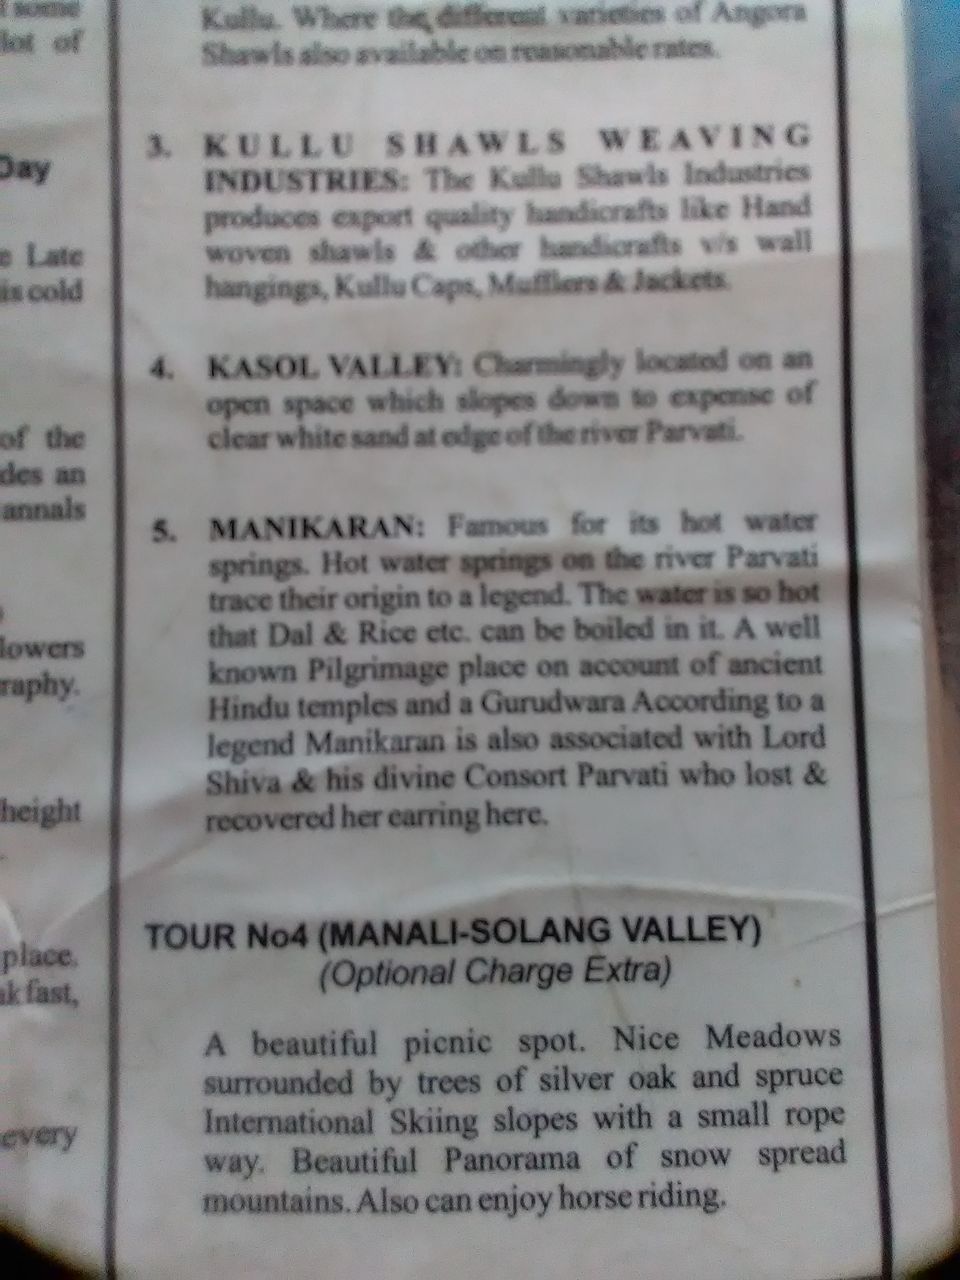 some
lot of
Day
e Late
is cold
of the
des an
annals
lowers
raphy.
height
place.
ak fast,
every
Kullu. Where the different varieties of Angora
Shawls also available on reasonable rates.
3. KULLU SHAWLS WEAVING
INDUSTRIES: The Kullu Shawls Industries
produces export quality handicrafts like Hand
woven shawls & other handicrafts v/s wall
hangings, Kullu Caps, Mufflers & Jackets.
4. KASOL VALLEY: Charmingly located on an
open space which slopes down to expense of
clear white sand at edge of the river Parvati.
5. MANIKARAN: Famous for its hot water
springs. Hot water springs on the river Parvati
trace their origin to a legend. The water is so hot
that Dal & Rice etc. can be boiled in it. A well
known Pilgrimage place on account of ancient
Hindu temples and a Gurudwara According to a
legend Manikaran is also associated with Lord
Shiva & his divine Consort Parvati who lost &
recovered her earring here.
TOUR No4 (MANALI-SOLANG VALLEY)
(Optional Charge Extra)
A beautiful picnic spot. Nice Meadows
surrounded by trees of silver oak and spruce
International Skiing slopes with a small rope
way. Beautiful Panorama of snow spread
mountains. Also can enjoy horse riding.